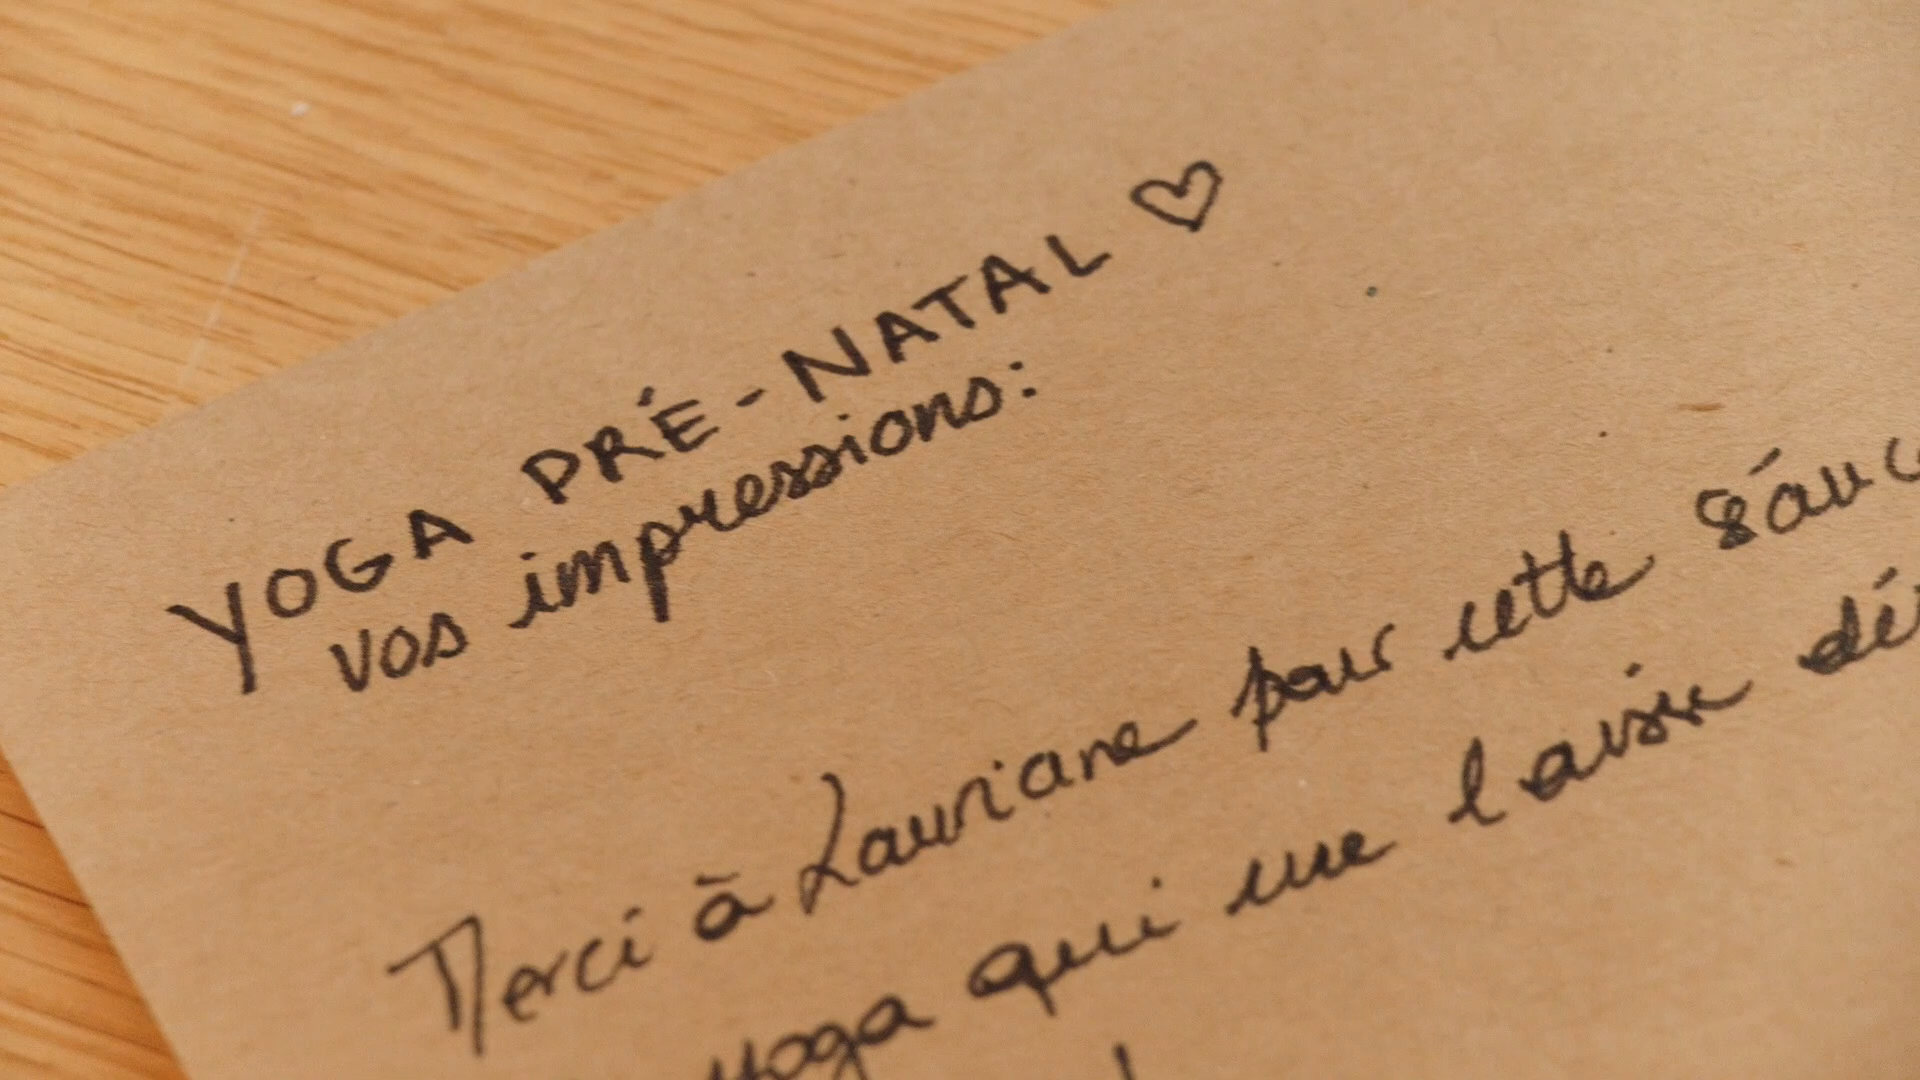 YOGA PRÉ-NATAL ♡
vos impressions:
Merci à Lauriane pour cette
yoga qui me laisse